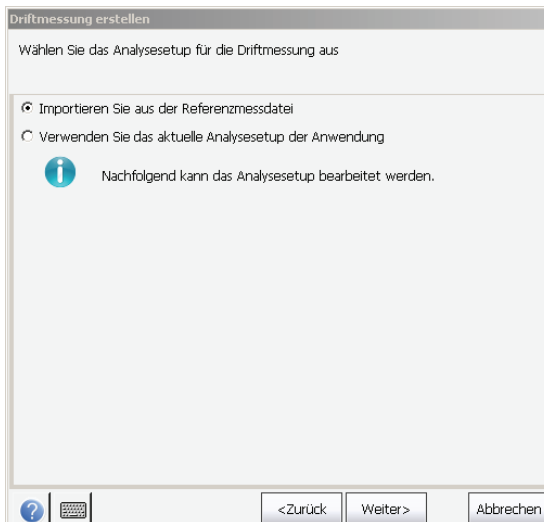 Driftmessung erstellen
Wählen Sie das Analysesetup für die Driftmessung aus
Importieren Sie aus der Referenzmessdatei
Verwenden Sie das aktuelle Analysesetup der Anwendung
Nachfolgend kann das Analysesetup bearbeitet werden.
<Zurück Weiter> Abbrechen